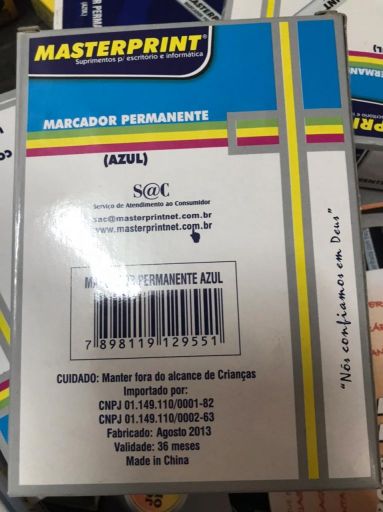 MASTERPRINT®
Suprimentos p/ escritório e informática
MARCADOR PERMANENTE
(AZUL)
S@C
Serviço de Atendimento ao Consumidor
sac@masterprintnet.com.br
www.masterprintnet.com.br
PERMANENTE AZUL
7 898119 129551
CUIDADO: Manter fora do alcance de Crianças
Importado por:
CNPJ 01.149.110/0001-82
CNPJ 01.149.110/0002-63
Fabricado: Agosto 2013
Validade: 36 meses
Made in China
"Nós confiamos em Deus"